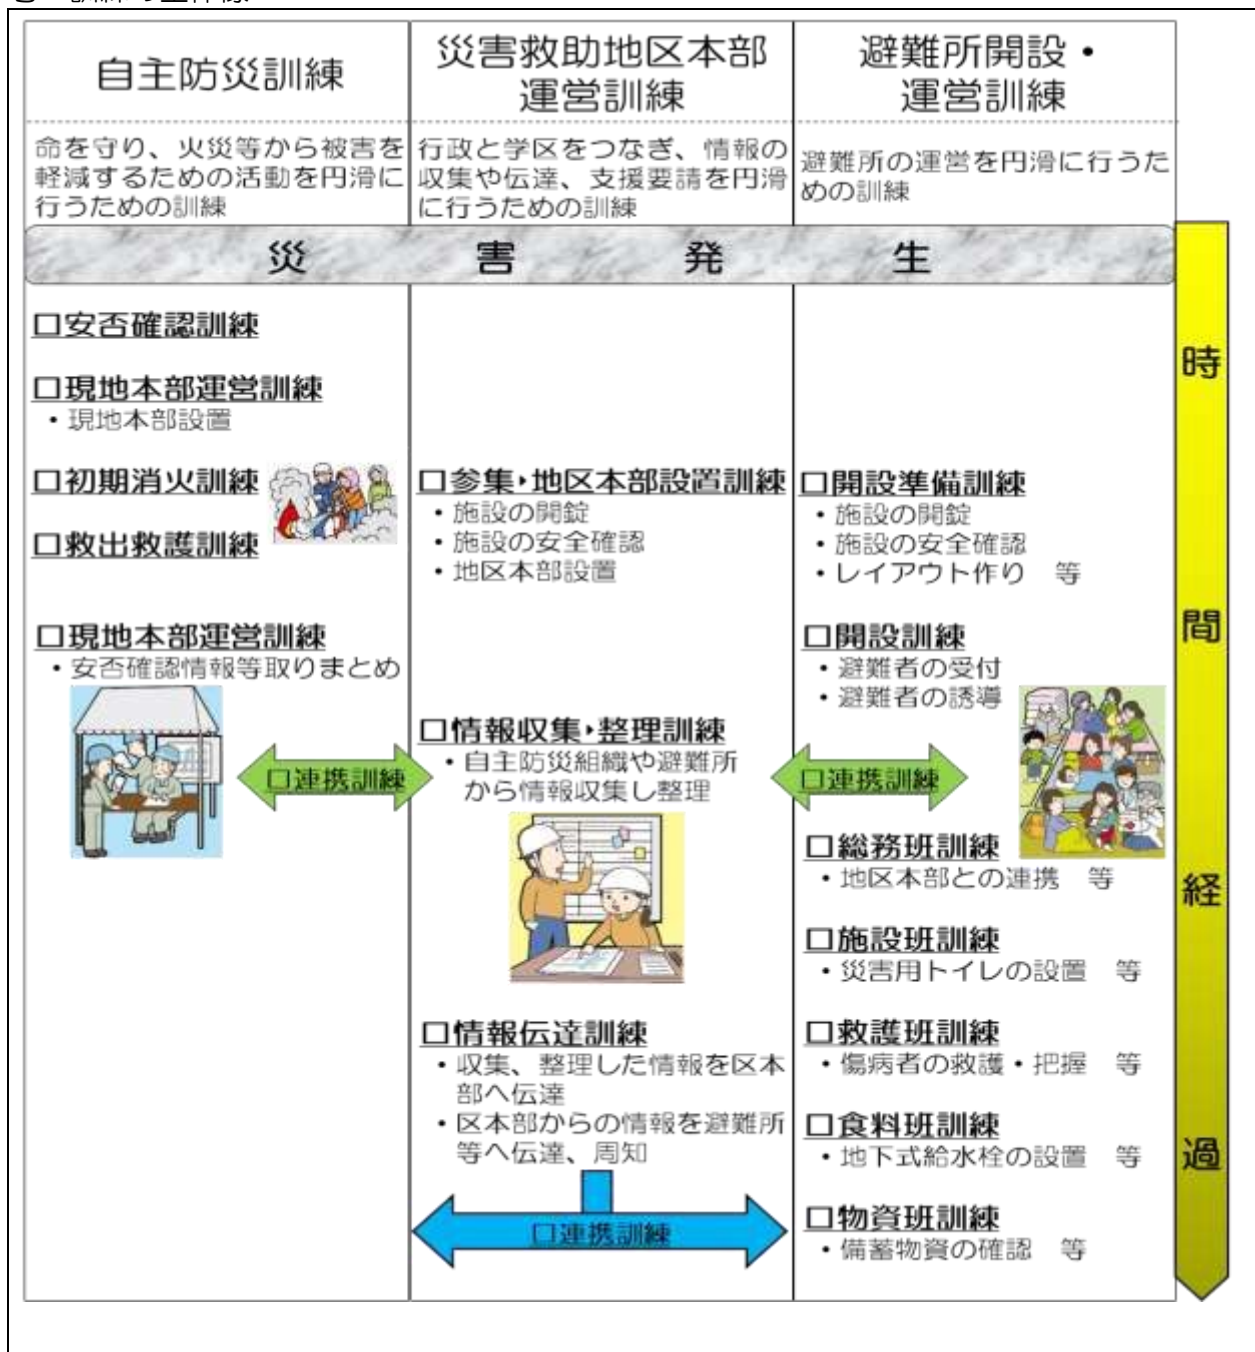 自主防災訓練
命を守り、火災等から被害を
軽減するための活動を円滑に
行うための訓練
災害救助地区本部
運営訓練
行政と学区をつなぎ、情報の
収集や伝達、支援要請を円滑
に行うための訓練
避難所開設・
運営訓練
避難所の運営を円滑に行うた
めの訓練
災害発生
時間経過
□安否確認訓練
□現地本部運営訓練
・現地本部設置
□初期消火訓練
□救出救護訓練
□現地本部運営訓練
・安否確認情報等取りまとめ
□連携訓練
□参集・地区本部設置訓練
・施設の開錠
・施設の安全確認
・地区本部設置
□情報収集・整理訓練
・自主防災組織や避難所
から情報収集し整理
□情報伝達訓練
・収集、整理した情報を区本
部へ伝達
・区本部からの情報を避難所
等へ伝達、周知
□連携訓練
□開設準備訓練
・施設の開錠
・施設の安全確認
・レイアウト作り 等
□開設訓練
・避難者の受付
・避難者の誘導
□連携訓練
□総務班訓練
・地区本部との連携 等
□施設班訓練
・災害用トイレの設置 等
□救護班訓練
・傷病者の救護・把握 等
□食料班訓練
・地下式給水栓の設置 等
□物資班訓練
・備蓄物資の確認 等